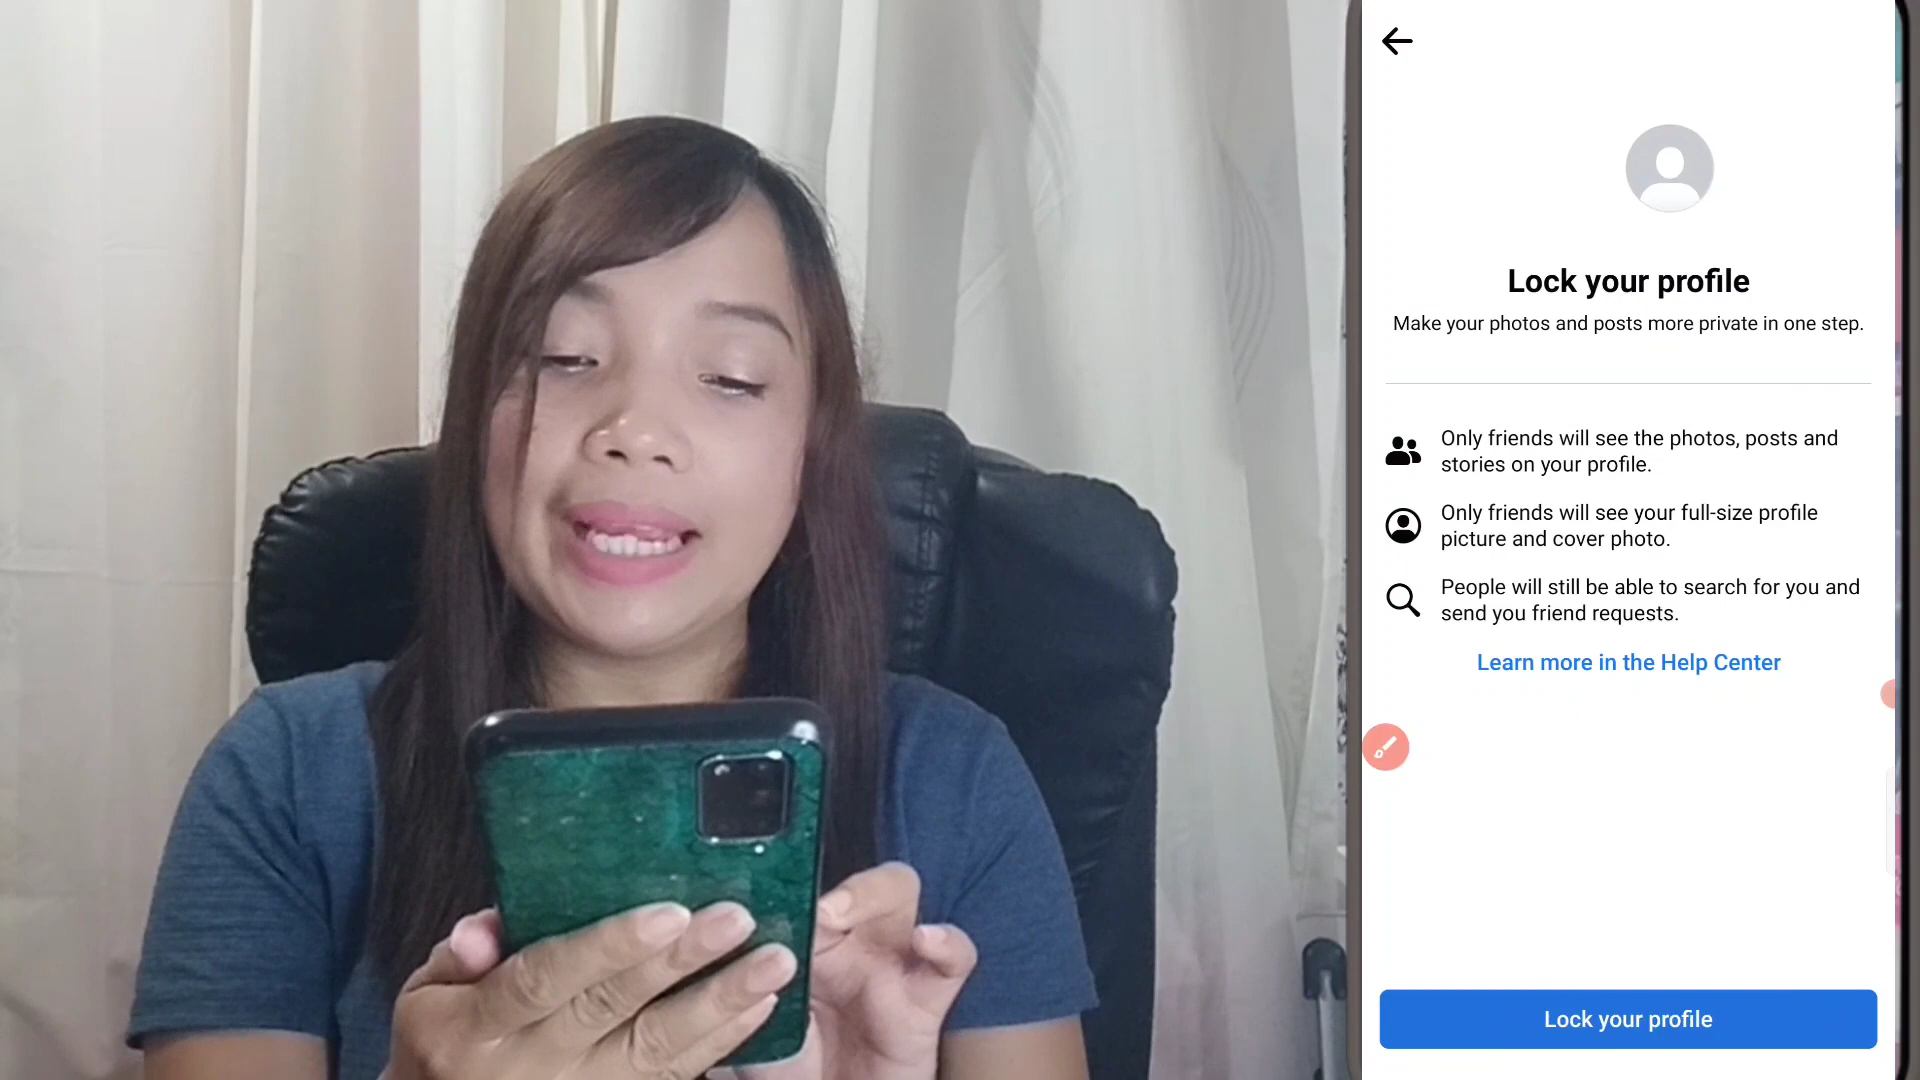 Lock your profile
Make your photos and posts more private in one step.
Only friends will see the photos, posts and
stories on your profile.
Only friends will see your full-size profile
picture and cover photo.
People will still be able to search for you and
send you friend requests.
Learn more in the Help Center
Lock your profile